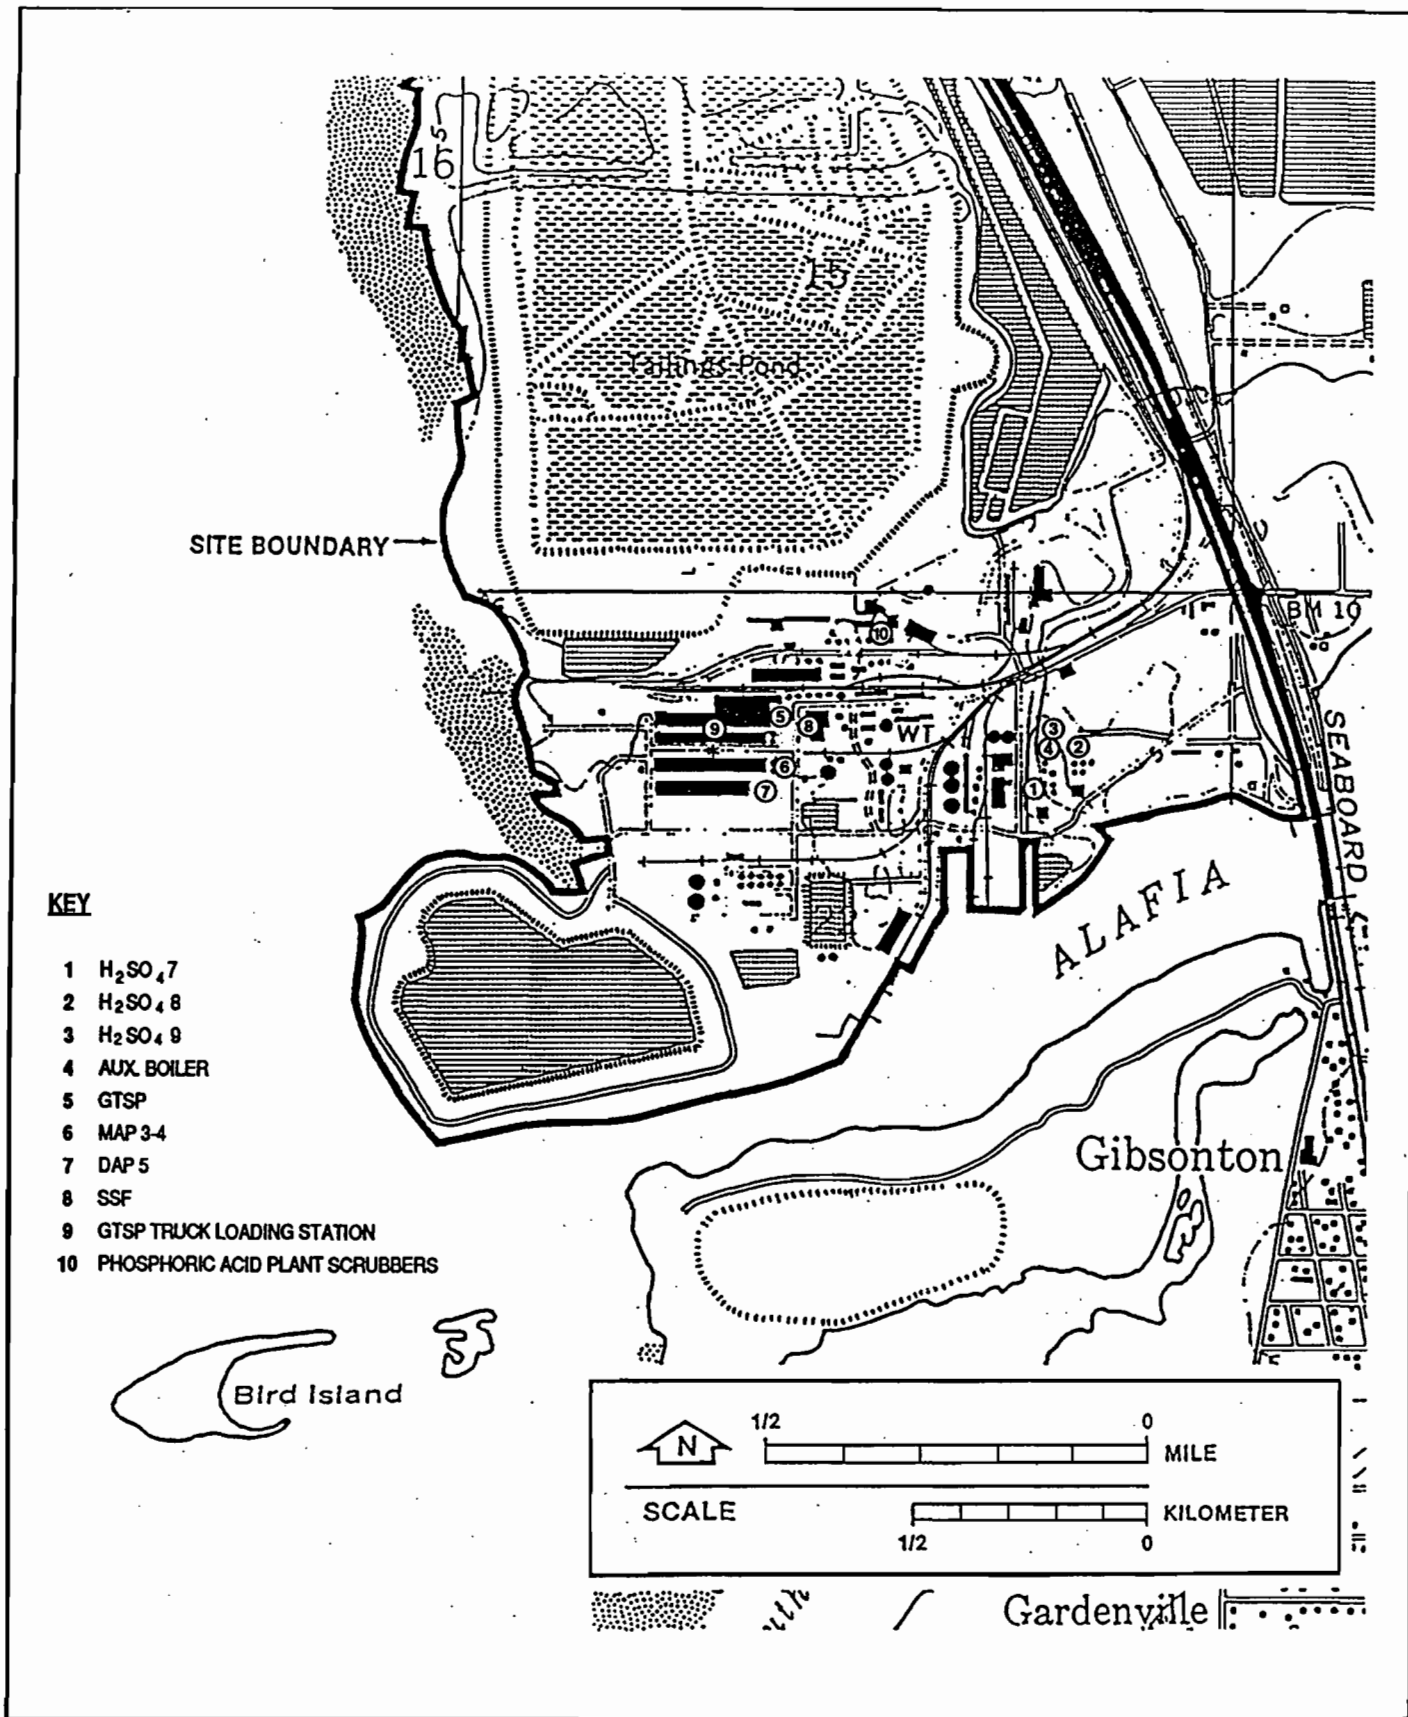 16
5
15
Tailings Pond
SITE BOUNDARY
BM 10
10
5
9
8
WT
3
4
2
6
7
1
5
SEABOARD
ALAFIA
KEY
1 H₂SO₄ 7
2 H₂SO₄ 8
3 H₂SO₄ 9
4 AUX. BOILER
5 GTSP
6 MAP 3-4
7 DAP 5
8 SSF
9 GTSP TRUCK LOADING STATION
10 PHOSPHORIC ACID PLANT SCRUBBERS
Gibsonton
Bird Island
N
1/2 0
MILE
SCALE
KILOMETER
1/2 0
Gardenville